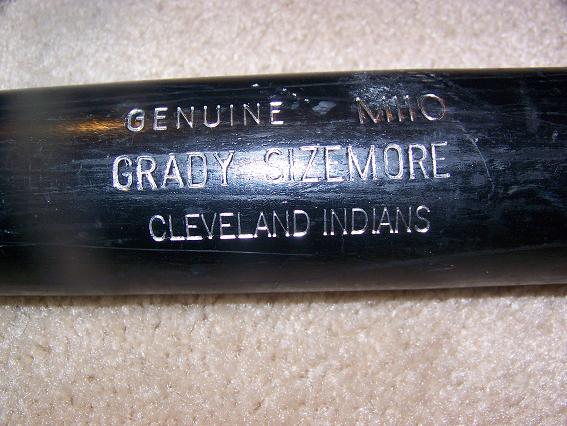 GENUINE M110
GRADY SIZEMORE
CLEVELAND INDIANS